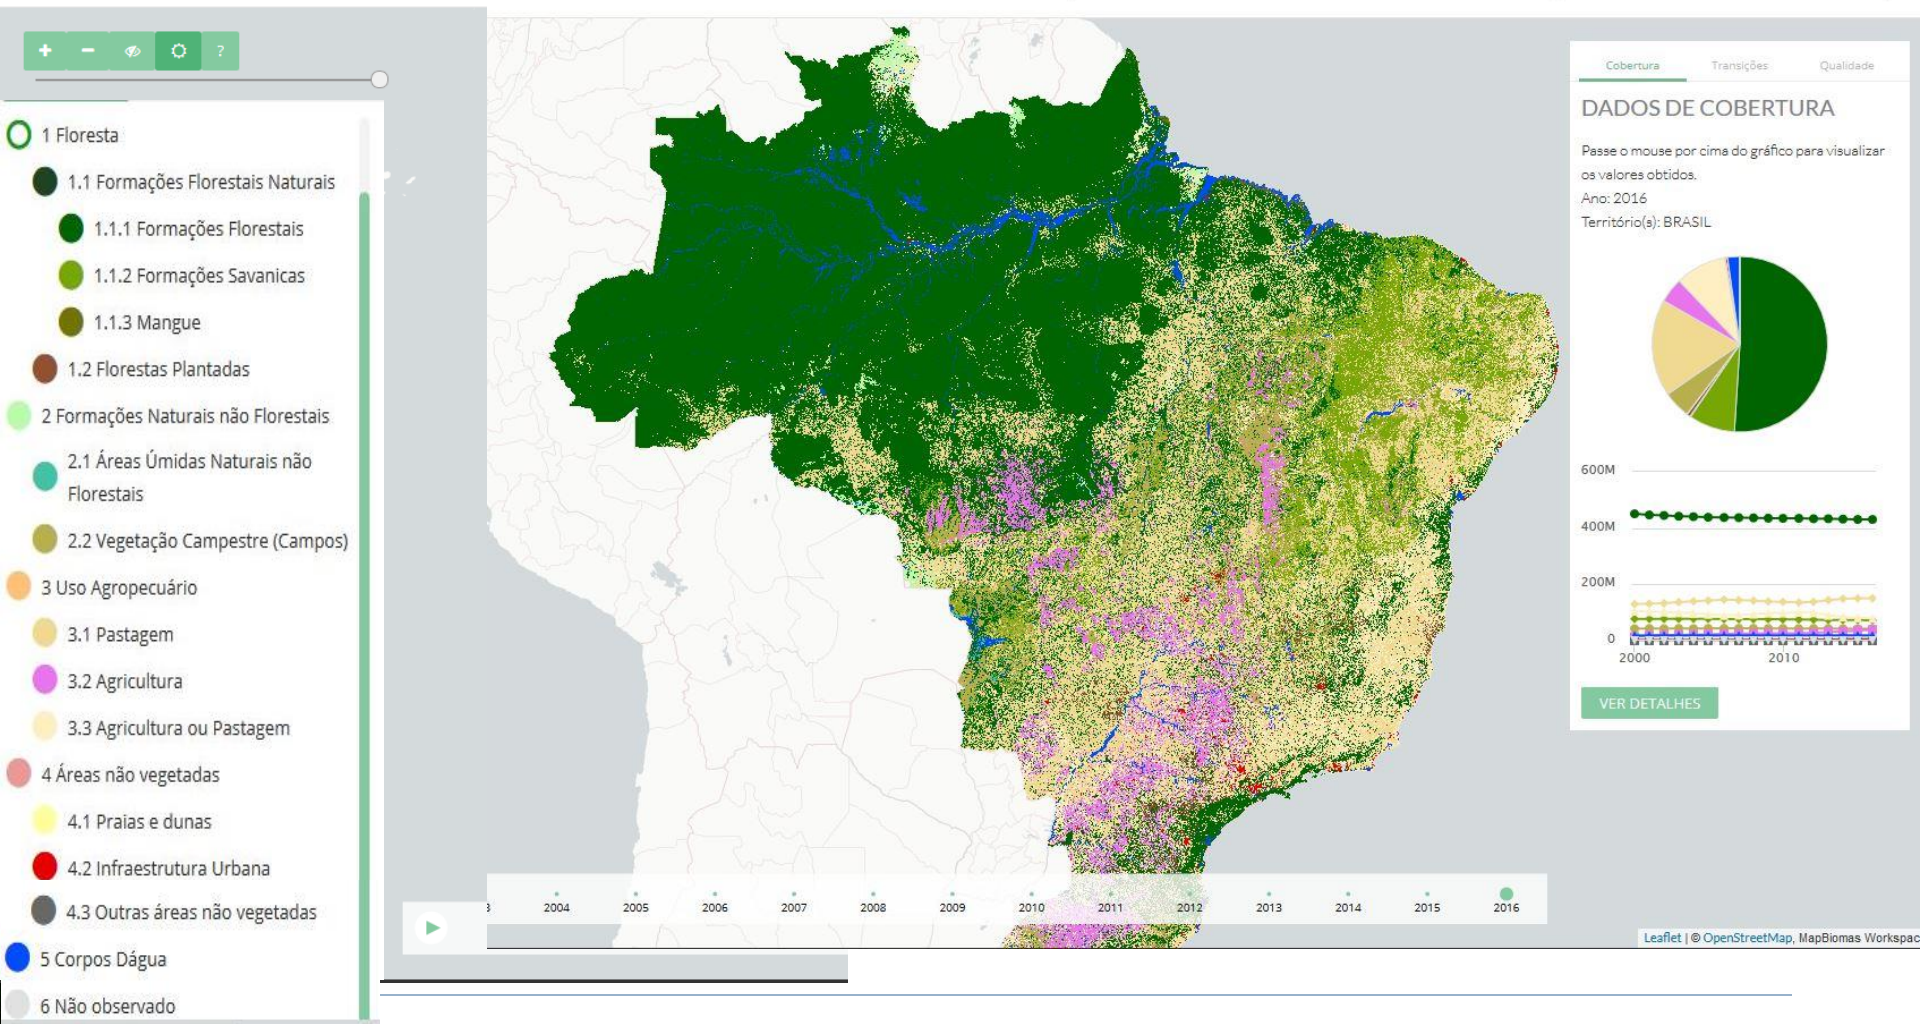 + − ?
1 Floresta
1.1 Formações Florestais Naturais
1.1.1 Formações Florestais
1.1.2 Formações Savanicas
1.1.3 Mangue
1.2 Florestas Plantadas
2 Formações Naturais não Florestais
2.1 Áreas Úmidas Naturais não
Florestais
2.2 Vegetação Campestre (Campos)
3 Uso Agropecuário
3.1 Pastagem
3.2 Agricultura
3.3 Agricultura ou Pastagem
4 Áreas não vegetadas
4.1 Praias e dunas
4.2 Infraestrutura Urbana
4.3 Outras áreas não vegetadas
5 Corpos Dágua
6 Não observado
2004 2005 2006 2007 2008 2009 2010 2011 2012 2013 2014 2015 2016
Cobertura Transições Qualidade
DADOS DE COBERTURA
Passe o mouse por cima do gráfico para visualizar
os valores obtidos.
Ano: 2016
Território(s): BRASIL
600M
400M
200M
0
2000 2010
VER DETALHES
Leaflet | © OpenStreetMap, MapBiomas Workspac